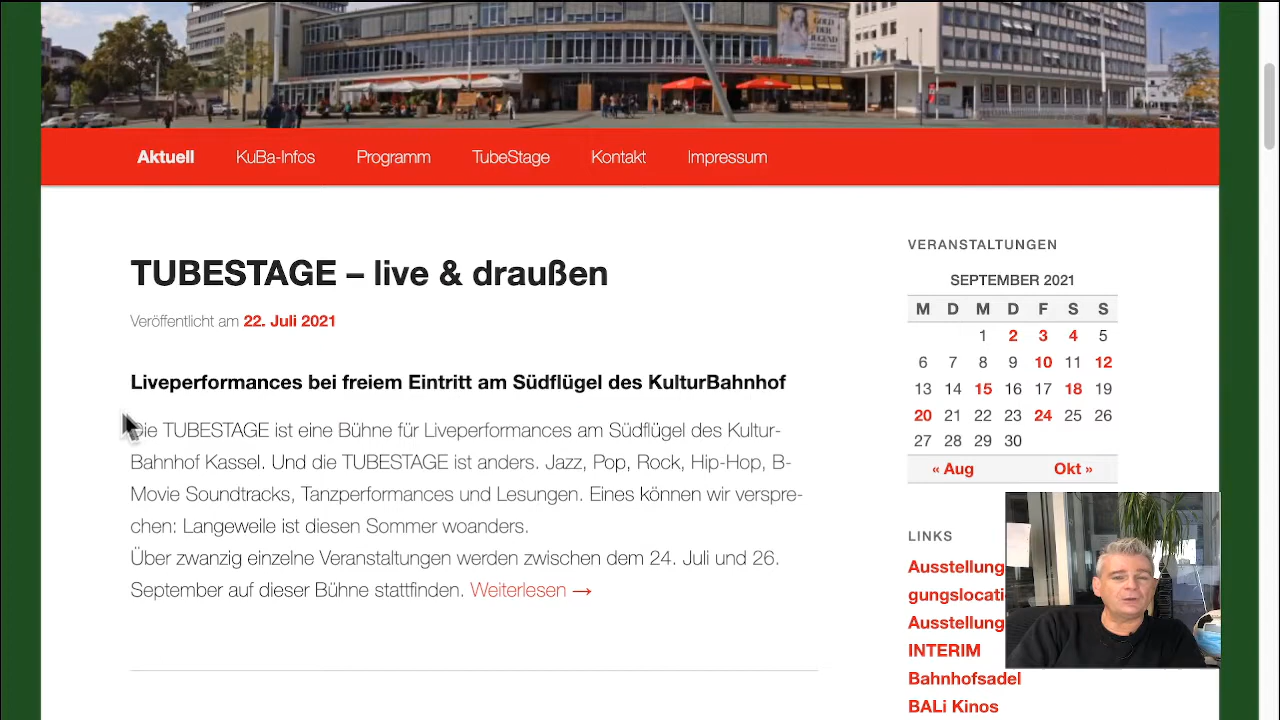 GOLD
DER
JUGEND
Aktuell KuBa-Infos Programm TubeStage Kontakt Impressum
TUBESTAGE – live & draußen
Veröffentlicht am 22. Juli 2021
Liveperformances bei freiem Eintritt am Südflügel des KulturBahnhof
Die TUBESTAGE ist eine Bühne für Liveperformances am Südflügel des Kultur-
Bahnhof Kassel. Und die TUBESTAGE ist anders. Jazz, Pop, Rock, Hip-Hop, B-
Movie Soundtracks, Tanzperformances und Lesungen. Eines können wir verspre-
chen: Langeweile ist diesen Sommer woanders.
Über zwanzig einzelne Veranstaltungen werden zwischen dem 24. Juli und 26.
September auf dieser Bühne stattfinden. Weiterlesen →
VERANSTALTUNGEN
SEPTEMBER 2021
M D M D F S S
1 2 3 4 5
6 7 8 9 10 11 12
13 14 15 16 17 18 19
20 21 22 23 24 25 26
27 28 29 30
« Aug Okt »
LINKS
Ausstellung
gungslocati
Ausstellung
INTERIM
Bahnhofsadel
BALi Kinos